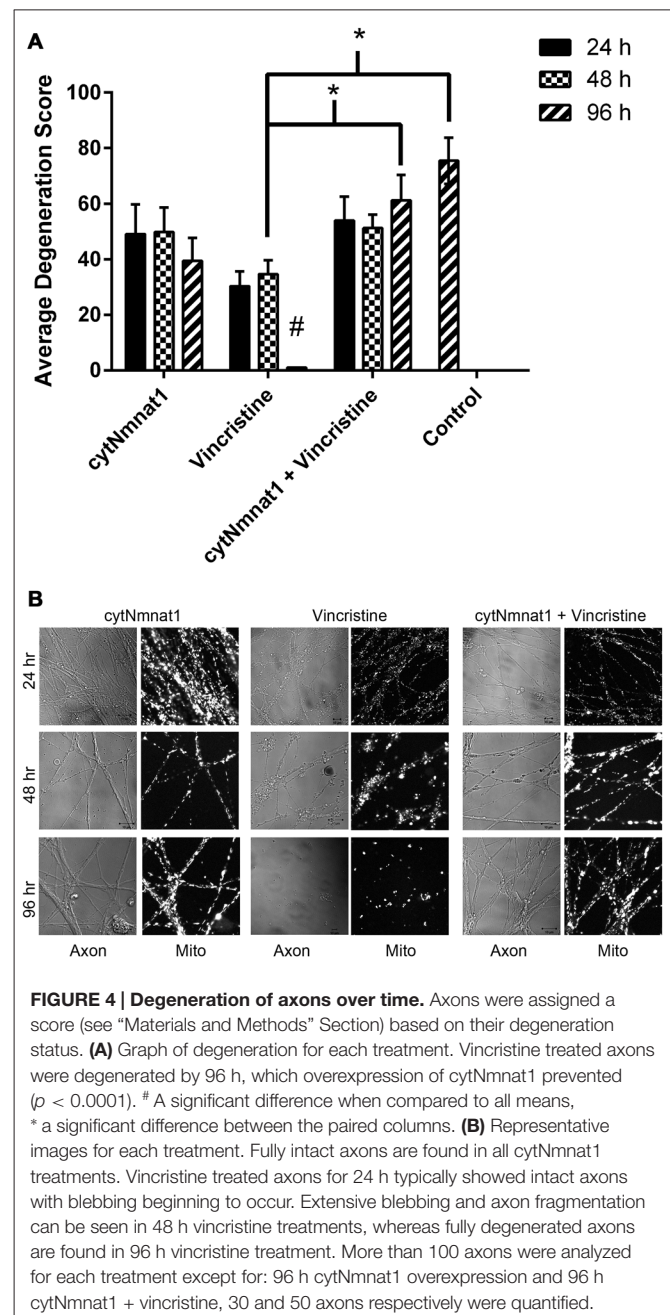 A
*
*
#
24 h
48 h
96 h
Average Degeneration Score
100
80
60
40
20
0
cytNmnat1
Vincristine
cytNmnat1 + Vincristine
Control
B
cytNmnat1 Vincristine cytNmnat1 + Vincristine
24 hr
48 hr
96 hr
Axon Mito Axon Mito Axon Mito
FIGURE 4 | Degeneration of axons over time. Axons were assigned a
score (see “Materials and Methods” Section) based on their degeneration
status. (A) Graph of degeneration for each treatment. Vincristine treated axons
were degenerated by 96 h, which overexpression of cytNmnat1 prevented
(p < 0.0001). # A significant difference when compared to all means,
* a significant difference between the paired columns. (B) Representative
images for each treatment. Fully intact axons are found in all cytNmnat1
treatments. Vincristine treated axons for 24 h typically showed intact axons
with blebbing beginning to occur. Extensive blebbing and axon fragmentation
can be seen in 48 h vincristine treatments, whereas fully degenerated axons
are found in 96 h vincristine treatment. More than 100 axons were analyzed
for each treatment except for: 96 h cytNmnat1 overexpression and 96 h
cytNmnat1 + vincristine, 30 and 50 axons respectively were quantified.